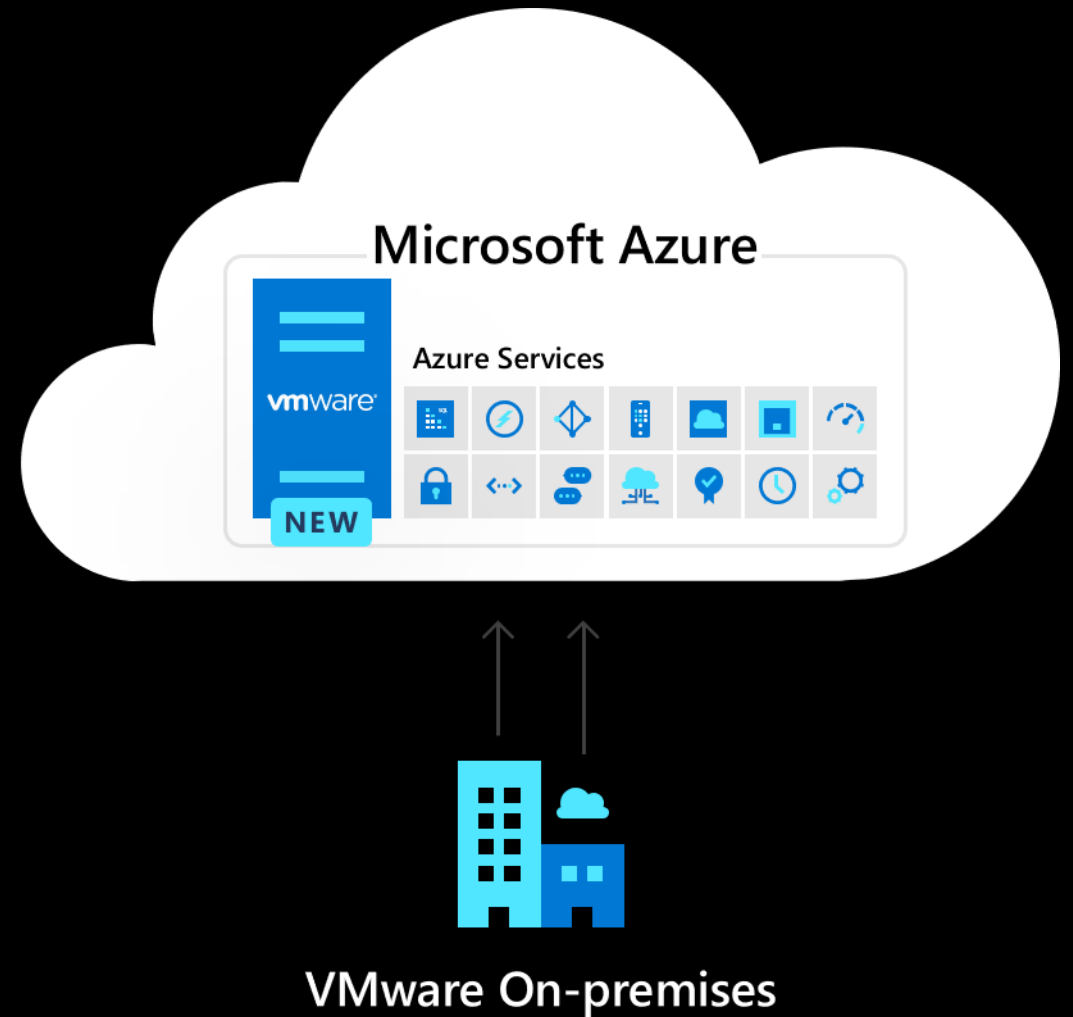 Microsoft Azure
Azure Services
vmware®
NEW
VMware On-premises